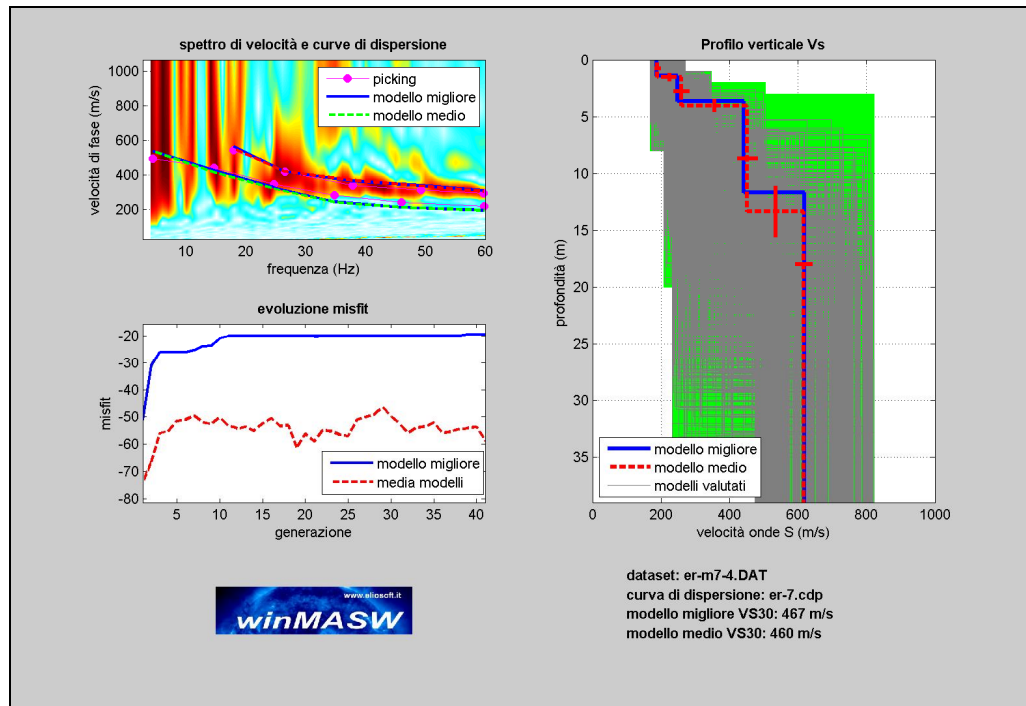 spettro di velocità e curve di dispersione
1000
800
600
400
200
velocità di fase (m/s)
picking
modello migliore
modello medio
10 20 30 40 50 60
frequenza (Hz)
evoluzione misfit
-20
-30
-40
-50
-60
-70
-80
misfit
modello migliore
media modelli
5 10 15 20 25 30 35 40
generazione
www.eliosoft.it
winMASW
Profilo verticale Vs
0
5
10
15
20
25
30
35
profondità (m)
modello migliore
modello medio
modelli valutati
0 200 400 600 800 1000
velocità onde S (m/s)
dataset: er-m7-4.DAT
curva di dispersione: er-7.cdp
modello migliore VS30: 467 m/s
modello medio VS30: 460 m/s